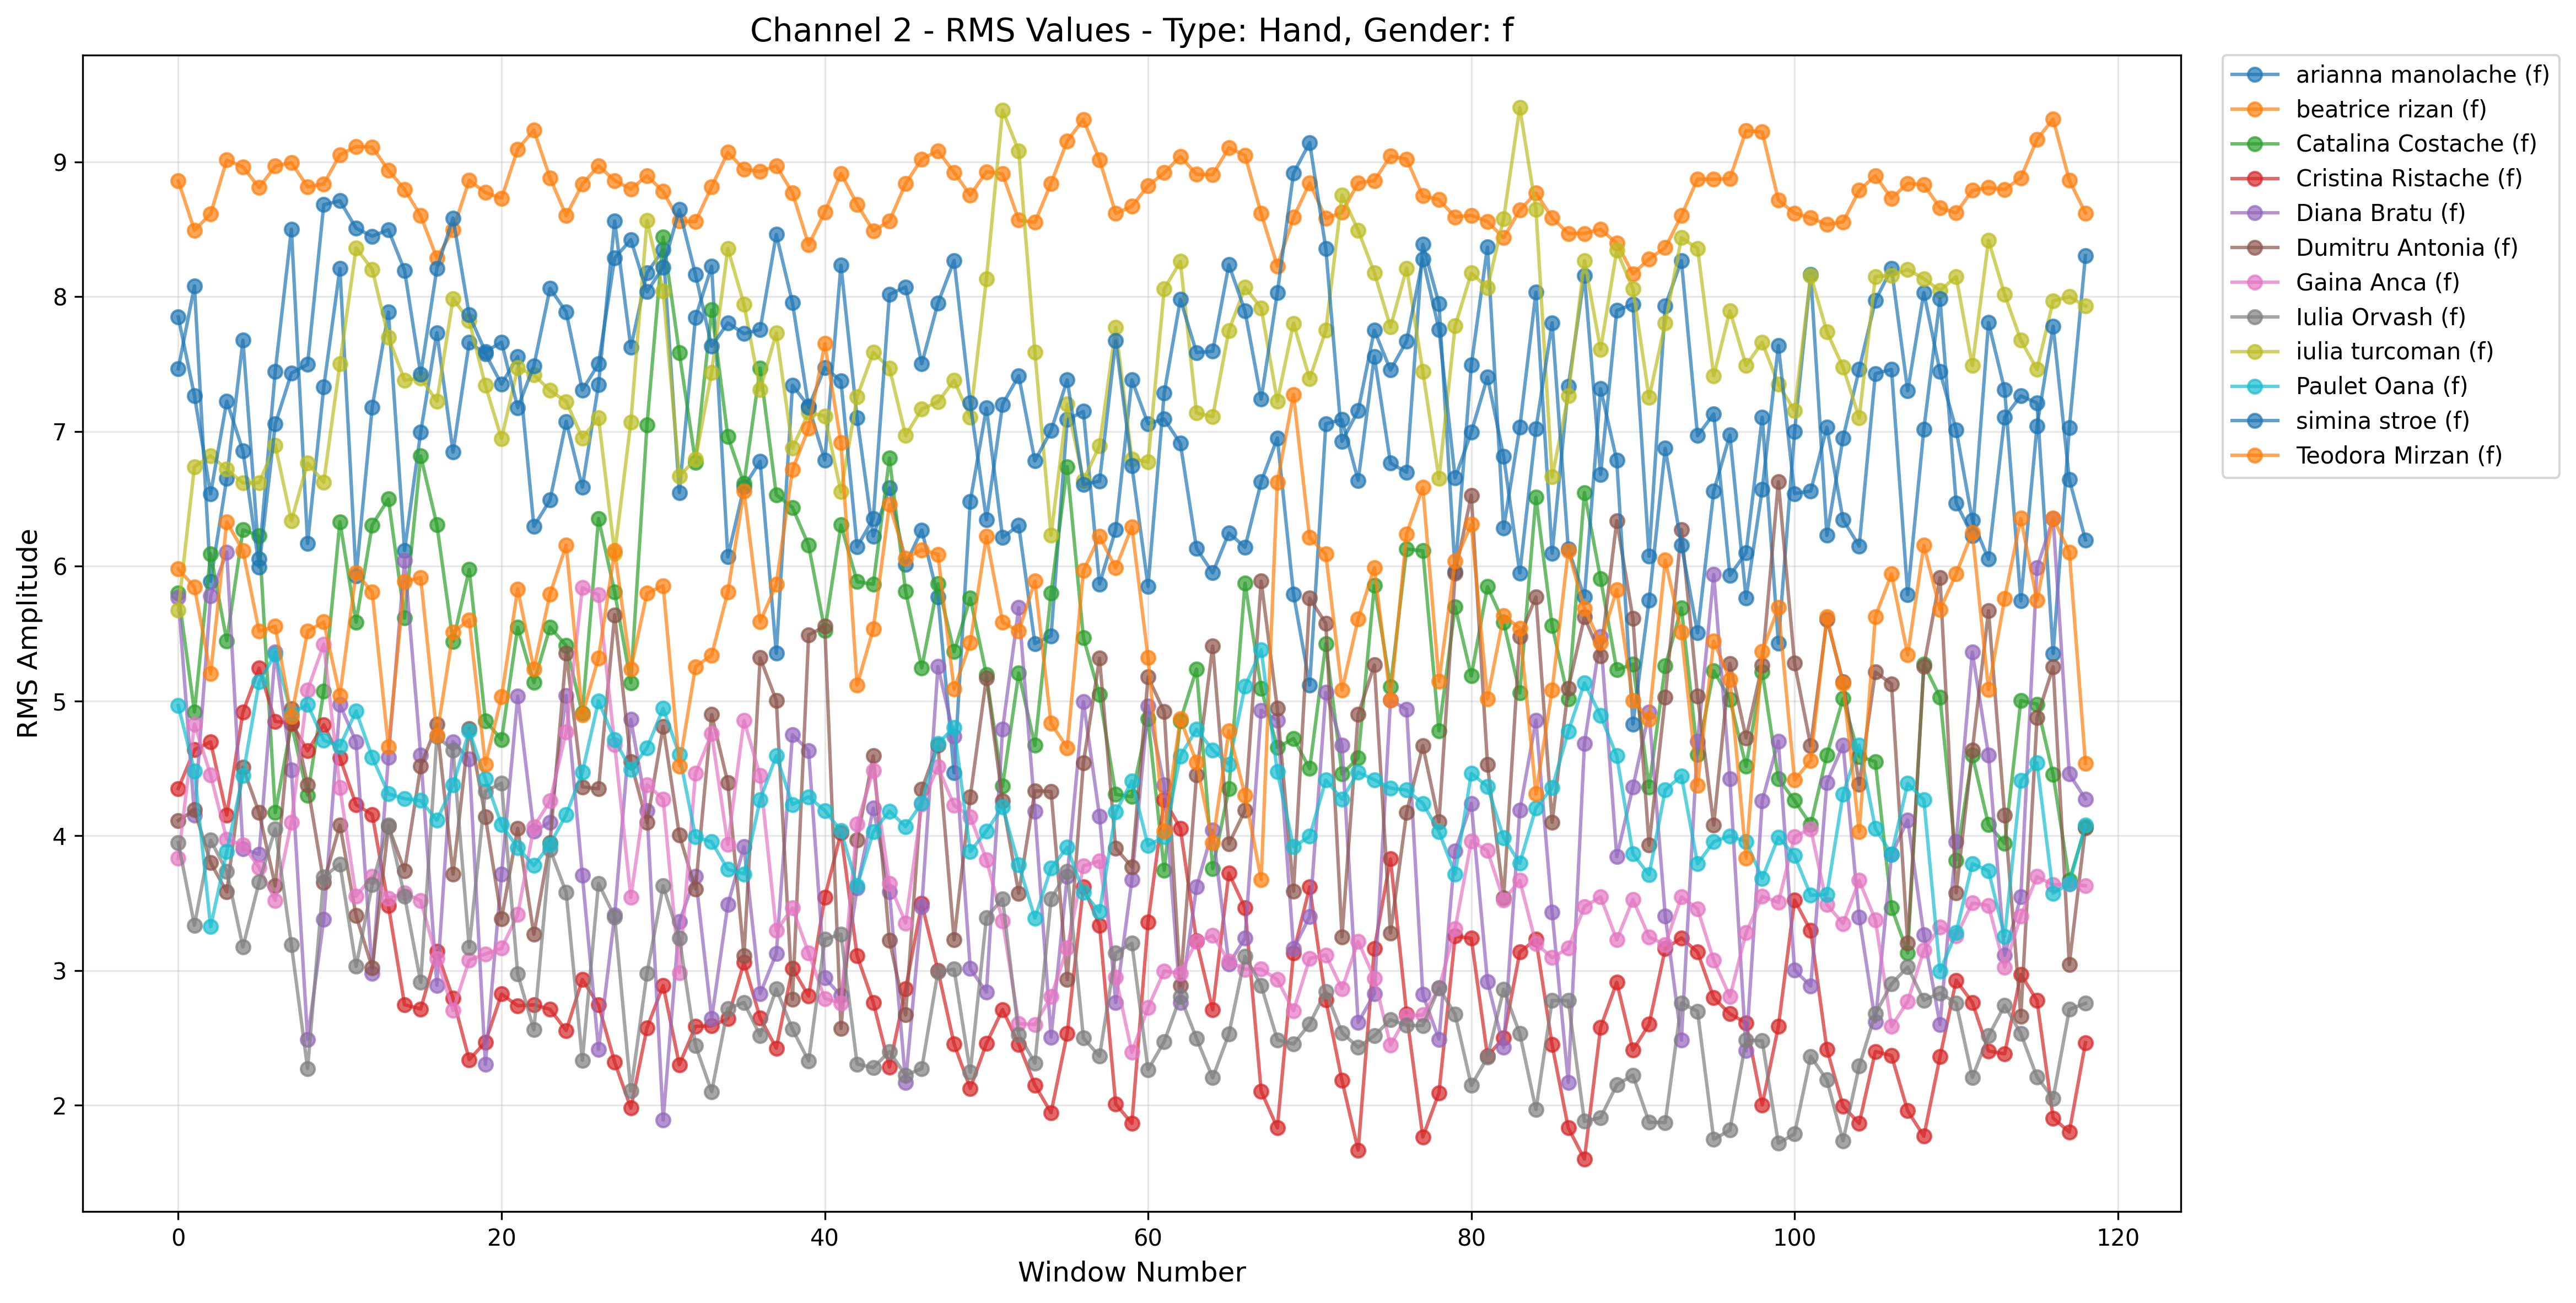 Channel 2 - RMS Values - Type: Hand, Gender: f
RMS Amplitude
9
8
7
6
5
4
3
2
0
20
40
60
80
100
120
Window Number
arianna manolache (f)
beatrice rizan (f)
Catalina Costache (f)
Cristina Ristache (f)
Diana Bratu (f)
Dumitru Antonia (f)
Gaina Anca (f)
Iulia Orvash (f)
iulia turcoman (f)
Paulet Oana (f)
simina stroe (f)
Teodora Mirzan (f)